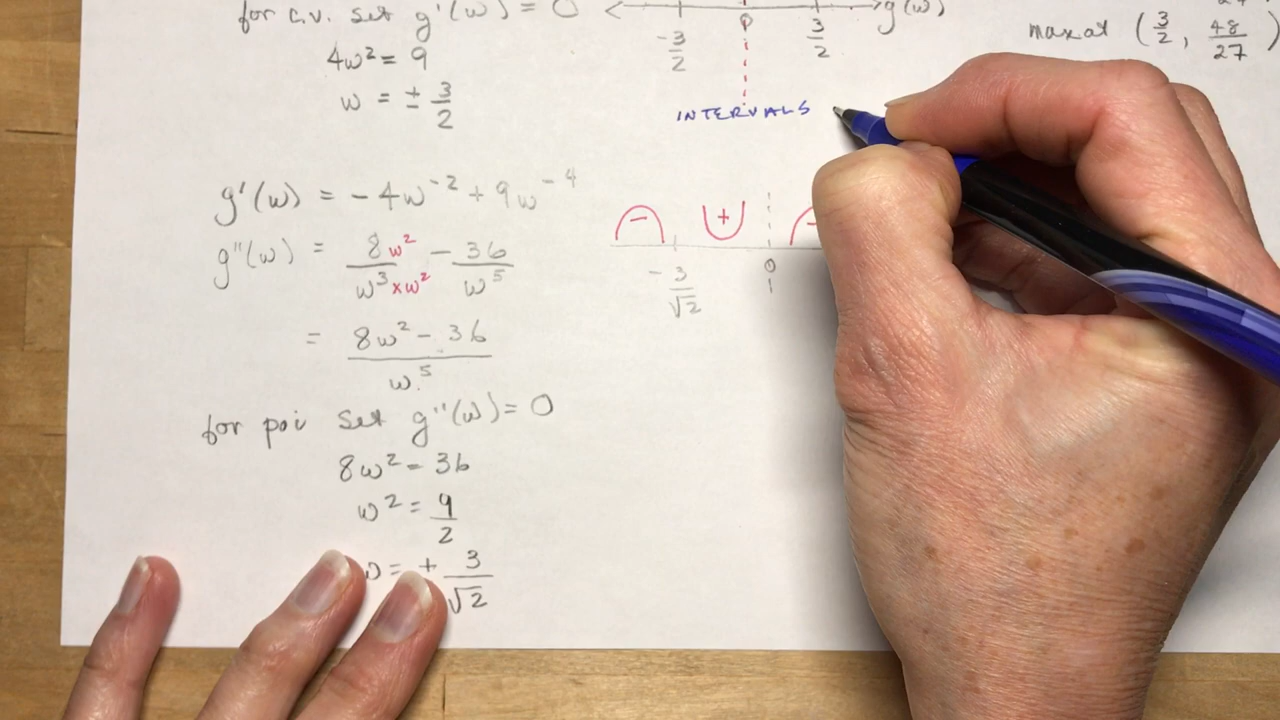 for c.v. set g'(w) = 0
4w² = 9
w = ± 3/2
g(w)
-3/2 0 3/2
max at (3/2, 48/27)
INTERVALS
g'(w) = -4w⁻² + 9w⁻⁴
g''(w) = 8w²/w³xw² - 36/w⁵
= 8w² - 36/w⁵
- + -
-3/√2 0
for poi set g''(w) = 0
8w² = 36
w² = 9/2
= + 3/√2